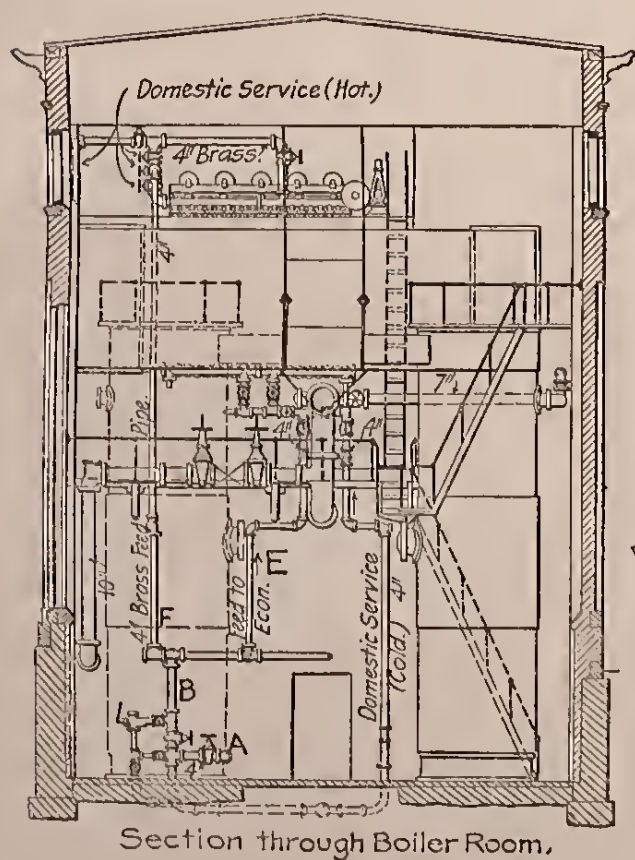 Domestic Service (Hot.)
4" Brass.
4"
7"
4"
4"
10"
4" Brass Feed Pipe.
F
Feed to Econ.
E
Domestic Service (Cold.) 4"
B
A
4"
Section through Boiler Room.